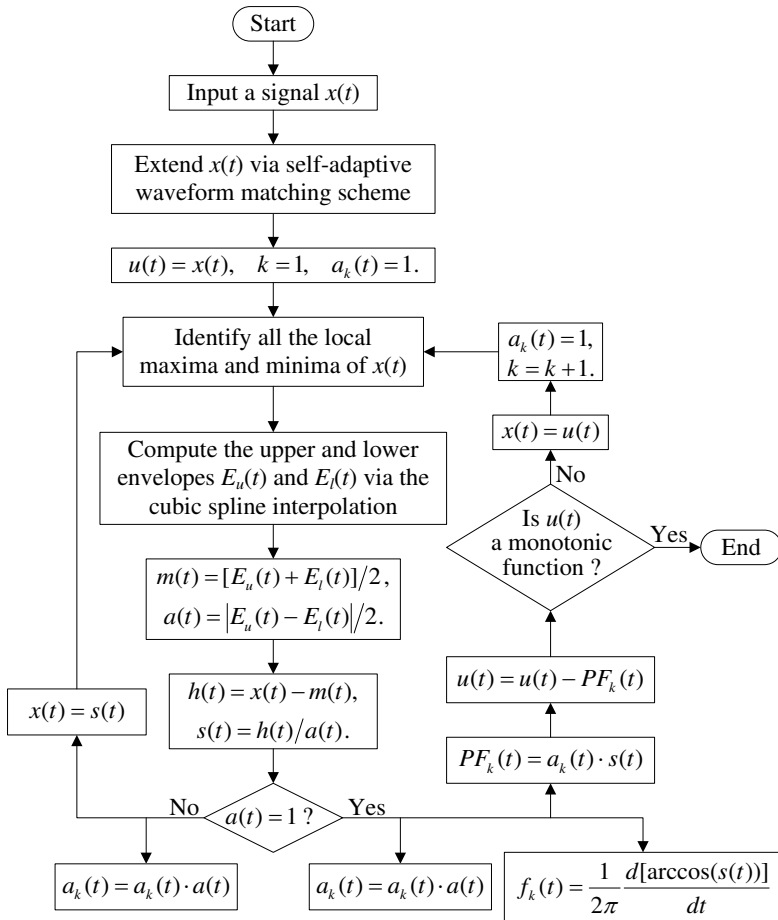 Start
Input a signal x(t)
Extend x(t) via self-adaptive
waveform matching scheme
u(t) = x(t), k = 1, a_k(t) = 1.
Identify all the local
maxima and minima of x(t)
Compute the upper and lower
envelopes E_u(t) and E_l(t) via the
cubic spline interpolation
m(t) = [E_u(t) + E_l(t)]/2,
a(t) = |E_u(t) − E_l(t)|/2.
h(t) = x(t) − m(t),
s(t) = h(t)/a(t).
a(t) = 1 ?
No
Yes
x(t) = s(t)
a_k(t) = a_k(t) · a(t)
a_k(t) = a_k(t) · a(t)
f_k(t) = \frac{1}{2π} \frac{d[arccos(s(t))]}{dt}
PF_k(t) = a_k(t) · s(t)
u(t) = u(t) − PF_k(t)
Is u(t)
a monotonic
function ?
Yes
End
No
x(t) = u(t)
a_k(t) = 1,
k = k + 1.